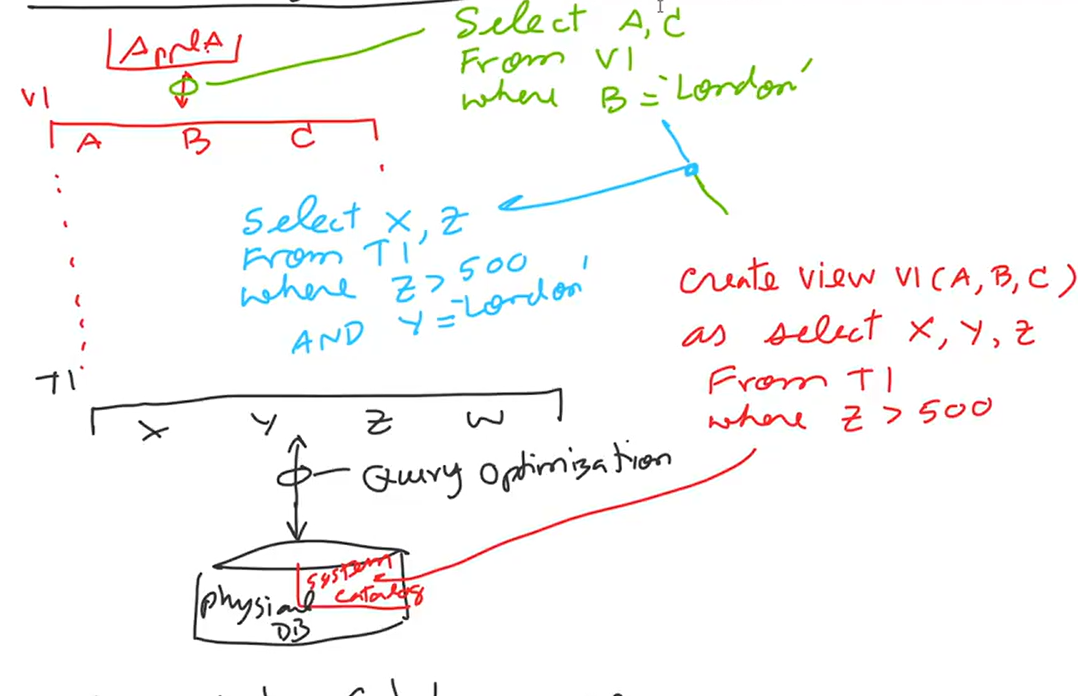 Select A, C
From V1
where B = 'London'
Appl.A
V1
A B C
Select X, Z
From T1
where Z > 500
AND Y = 'London'
create view V1 (A, B, C)
as select X, Y, Z
From T1
where Z > 500
T1
X Y Z W
Query optimization
system
catalog
physical
DB